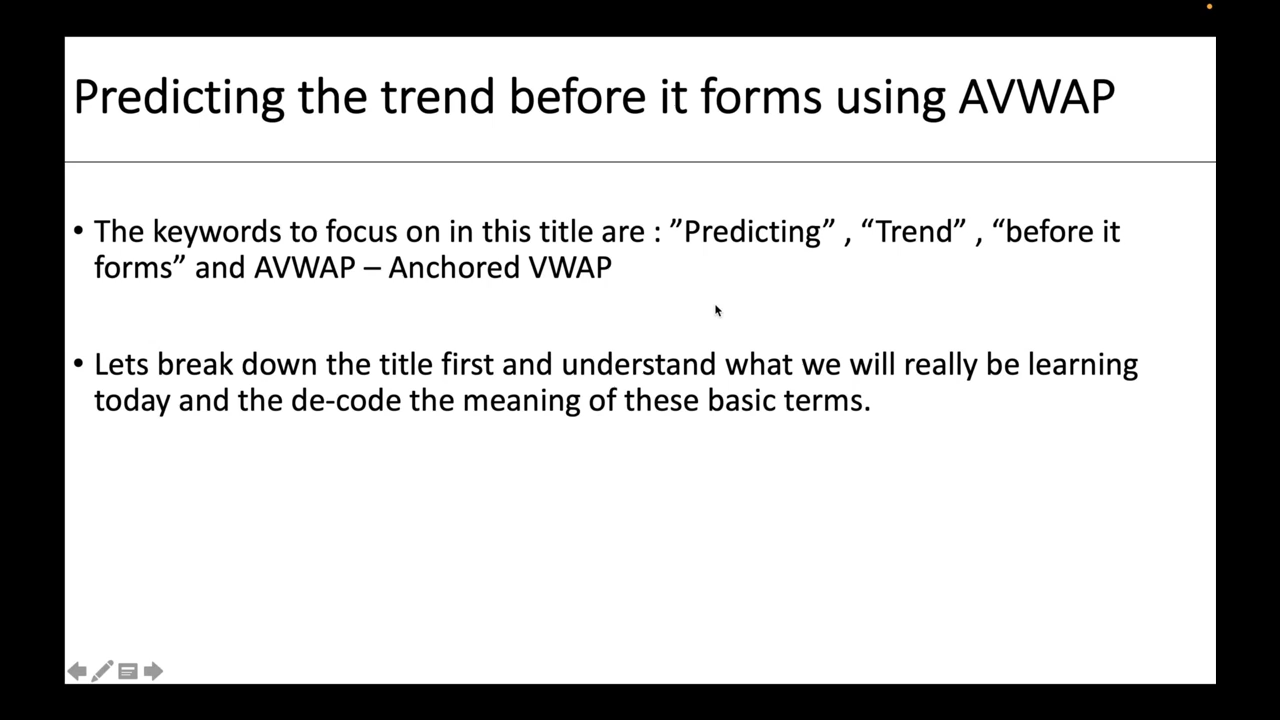 Predicting the trend before it forms using AVWAP
• The keywords to focus on in this title are : ”Predicting” , “Trend” , “before it
forms” and AVWAP – Anchored VWAP
• Lets break down the title first and understand what we will really be learning
today and the de-code the meaning of these basic terms.